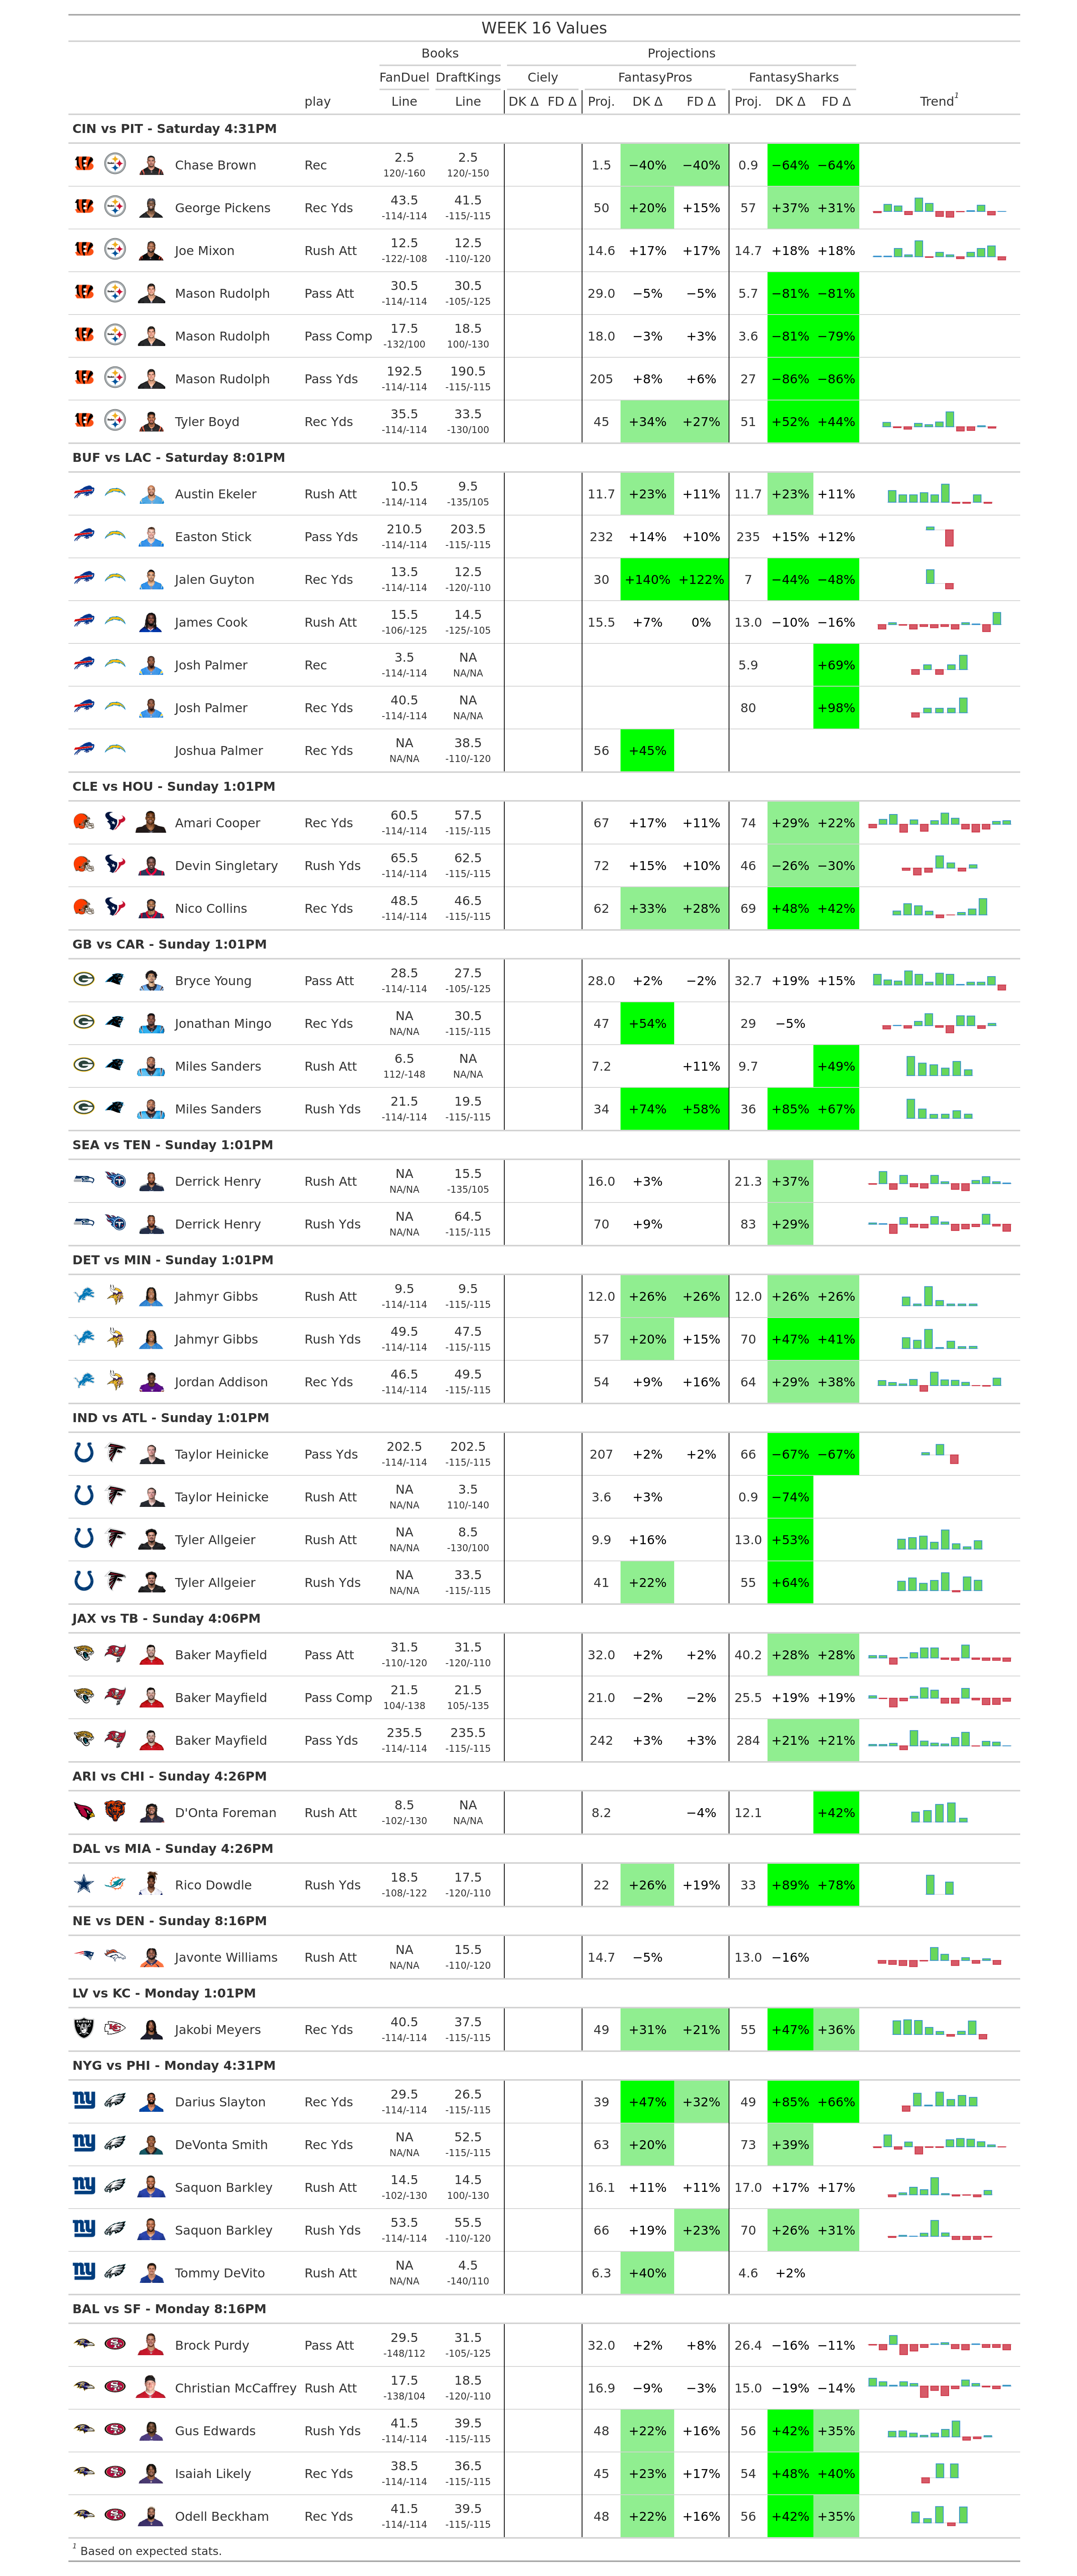 WEEK 16 Values
Books Projections
FanDuel DraftKings Ciely FantasyPros FantasySharks
play Line Line DK Δ FD Δ Proj. DK Δ FD Δ Proj. DK Δ FD Δ Trend1
CIN vs PIT - Saturday 4:31PM
Chase Brown Rec 2.5 2.5 1.5 −40% −40% 0.9 −64% −64%
120/-160 120/-150
George Pickens Rec Yds 43.5 41.5 50 +20% +15% 57 +37% +31%
-114/-114 -115/-115
Joe Mixon Rush Att 12.5 12.5 14.6 +17% +17% 14.7 +18% +18%
-122/-108 -110/-120
Mason Rudolph Pass Att 30.5 30.5 29.0 −5% −5% 5.7 −81% −81%
-114/-114 -105/-125
Mason Rudolph Pass Comp 17.5 18.5 18.0 −3% +3% 3.6 −81% −79%
-132/100 100/-130
Mason Rudolph Pass Yds 192.5 190.5 205 +8% +6% 27 −86% −86%
-114/-114 -115/-115
Tyler Boyd Rec Yds 35.5 33.5 45 +34% +27% 51 +52% +44%
-114/-114 -130/100
BUF vs LAC - Saturday 8:01PM
Austin Ekeler Rush Att 10.5 9.5 11.7 +23% +11% 11.7 +23% +11%
-114/-114 -135/105
Easton Stick Pass Yds 210.5 203.5 232 +14% +10% 235 +15% +12%
-114/-114 -115/-115
Jalen Guyton Rec Yds 13.5 12.5 30 +140% +122% 7 −44% −48%
-114/-114 -120/-110
James Cook Rush Att 15.5 14.5 15.5 +7% 0% 13.0 −10% −16%
-106/-125 -125/-105
Josh Palmer Rec 3.5 NA 5.9 +69%
-114/-114 NA/NA
Josh Palmer Rec Yds 40.5 NA 80 +98%
-114/-114 NA/NA
Joshua Palmer Rec Yds NA 38.5 56 +45%
NA/NA -110/-120
CLE vs HOU - Sunday 1:01PM
Amari Cooper Rec Yds 60.5 57.5 67 +17% +11% 74 +29% +22%
-114/-114 -115/-115
Devin Singletary Rush Yds 65.5 62.5 72 +15% +10% 46 −26% −30%
-114/-114 -115/-115
Nico Collins Rec Yds 48.5 46.5 62 +33% +28% 69 +48% +42%
-114/-114 -115/-115
GB vs CAR - Sunday 1:01PM
Bryce Young Pass Att 28.5 27.5 28.0 +2% −2% 32.7 +19% +15%
-114/-114 -105/-125
Jonathan Mingo Rec Yds NA 30.5 47 +54% 29 −5%
NA/NA -115/-115
Miles Sanders Rush Att 6.5 NA 7.2 +11% 9.7 +49%
112/-148 NA/NA
Miles Sanders Rush Yds 21.5 19.5 34 +74% +58% 36 +85% +67%
-114/-114 -115/-115
SEA vs TEN - Sunday 1:01PM
Derrick Henry Rush Att NA 15.5 16.0 +3% 21.3 +37%
NA/NA -135/105
Derrick Henry Rush Yds NA 64.5 70 +9% 83 +29%
NA/NA -115/-115
DET vs MIN - Sunday 1:01PM
Jahmyr Gibbs Rush Att 9.5 9.5 12.0 +26% +26% 12.0 +26% +26%
-114/-114 -115/-115
Jahmyr Gibbs Rush Yds 49.5 47.5 57 +20% +15% 70 +47% +41%
-114/-114 -115/-115
Jordan Addison Rec Yds 46.5 49.5 54 +9% +16% 64 +29% +38%
-114/-114 -115/-115
IND vs ATL - Sunday 1:01PM
Taylor Heinicke Pass Yds 202.5 202.5 207 +2% +2% 66 −67% −67%
-114/-114 -115/-115
Taylor Heinicke Rush Att NA 3.5 3.6 +3% 0.9 −74%
NA/NA 110/-140
Tyler Allgeier Rush Att NA 8.5 9.9 +16% 13.0 +53%
NA/NA -130/100
Tyler Allgeier Rush Yds NA 33.5 41 +22% 55 +64%
NA/NA -115/-115
JAX vs TB - Sunday 4:06PM
Baker Mayfield Pass Att 31.5 31.5 32.0 +2% +2% 40.2 +28% +28%
-110/-120 -120/-110
Baker Mayfield Pass Comp 21.5 21.5 21.0 −2% −2% 25.5 +19% +19%
104/-138 105/-135
Baker Mayfield Pass Yds 235.5 235.5 242 +3% +3% 284 +21% +21%
-114/-114 -115/-115
ARI vs CHI - Sunday 4:26PM
D'Onta Foreman Rush Att 8.5 NA 8.2 −4% 12.1 +42%
-102/-130 NA/NA
DAL vs MIA - Sunday 4:26PM
Rico Dowdle Rush Yds 18.5 17.5 22 +26% +19% 33 +89% +78%
-108/-122 -120/-110
NE vs DEN - Sunday 8:16PM
Javonte Williams Rush Att NA 15.5 14.7 −5% 13.0 −16%
NA/NA -110/-120
LV vs KC - Monday 1:01PM
Jakobi Meyers Rec Yds 40.5 37.5 49 +31% +21% 55 +47% +36%
-114/-114 -115/-115
NYG vs PHI - Monday 4:31PM
Darius Slayton Rec Yds 29.5 26.5 39 +47% +32% 49 +85% +66%
-114/-114 -115/-115
DeVonta Smith Rec Yds NA 52.5 63 +20% 73 +39%
NA/NA -115/-115
Saquon Barkley Rush Att 14.5 14.5 16.1 +11% +11% 17.0 +17% +17%
-102/-130 100/-130
Saquon Barkley Rush Yds 53.5 55.5 66 +19% +23% 70 +26% +31%
-114/-114 -110/-120
Tommy DeVito Rush Att NA 4.5 6.3 +40% 4.6 +2%
NA/NA -140/110
BAL vs SF - Monday 8:16PM
Brock Purdy Pass Att 29.5 31.5 32.0 +2% +8% 26.4 −16% −11%
-148/112 -105/-125
Christian McCaffrey Rush Att 17.5 18.5 16.9 −9% −3% 15.0 −19% −14%
-138/104 -120/-110
Gus Edwards Rush Yds 41.5 39.5 48 +22% +16% 56 +42% +35%
-114/-114 -115/-115
Isaiah Likely Rec Yds 38.5 36.5 45 +23% +17% 54 +48% +40%
-114/-114 -115/-115
Odell Beckham Rec Yds 41.5 39.5 48 +22% +16% 56 +42% +35%
-114/-114 -115/-115
1 Based on expected stats.